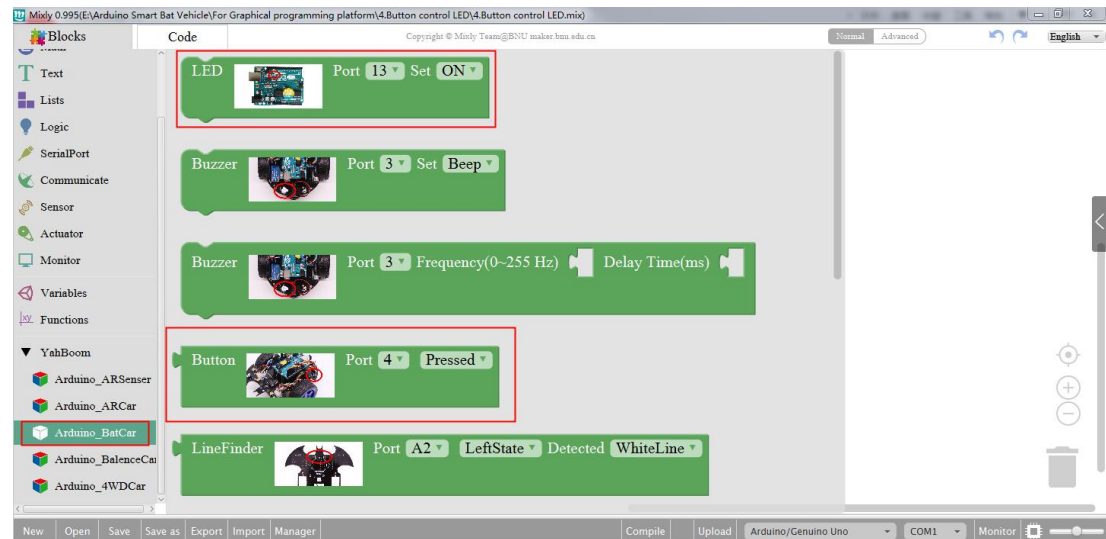 Mixly 0.995(E:\Arduino Smart Bat Vehicle\For Graphical programming platform\4.Button control LED\4.Button control LED.mix)
Blocks Code Copyright © Mixly Team@BNU maker.bnu.edu.cn Normal Advanced English
Text
Lists
Logic
SerialPort
Communicate
Sensor
Actuator
Monitor
Variables
Functions
YahBoom
Arduino_ARSenser
Arduino_ARCar
Arduino_BatCar
Arduino_BalenceCar
Arduino_4WDCar
LED Port 13 Set ON
Buzzer Port 3 Set Beep
Buzzer Port 3 Frequency(0~255 Hz) Delay Time(ms)
Button Port 4 Pressed
LineFinder Port A2 LeftState Detected WhiteLine
New Open Save Save as Export Import Manager Compile Upload Arduino/Genuino Uno COM1 Monitor